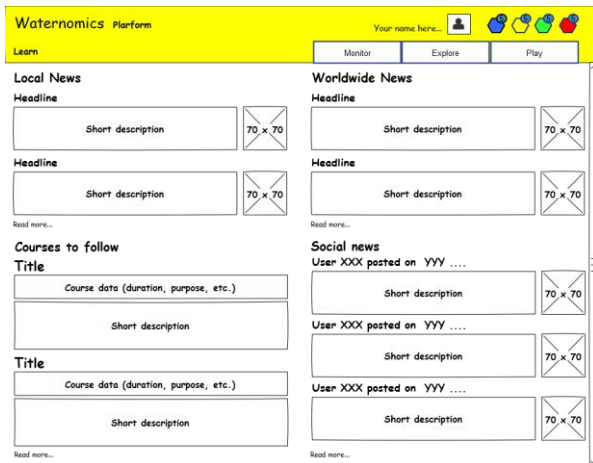 Waternomics Plarform
Your name here...
5 5 5 5
Learn
Monitor Explore Play
Local News
Headline
Short description 70 x 70
Headline
Short description 70 x 70
Read more...
Worldwide News
Headline
Short description 70 x 70
Headline
Short description 70 x 70
Read more...
Courses to follow
Title
Course data (duration, purpose, etc.)
Short description
Title
Course data (duration, purpose, etc.)
Short description
Read more...
Social news
User XXX posted on YYY ....
Short description 70 x 70
User XXX posted on YYY ....
Short description 70 x 70
User XXX posted on YYY ....
Short description 70 x 70
Read more...